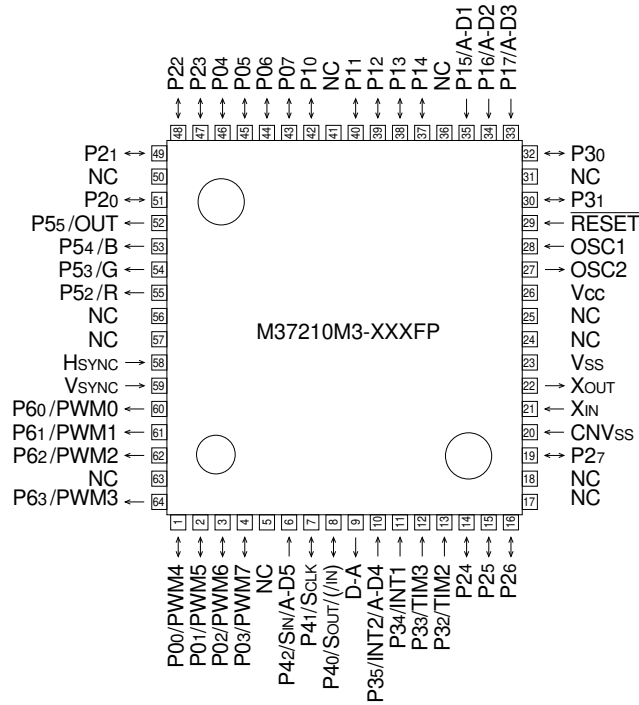 P22
P23
P04
P05
P06
P07
P10
NC
P11
P12
P13
P14
NC
P15/A-D1
P16/A-D2
P17/A-D3
48 47 46 45 44 43 42 41 40 39 38 37 36 35 34 33
P21 49
NC 50
P20 51
P55/OUT 52
P54/B 53
P53/G 54
P52/R 55
NC 56
NC 57
HSYNC 58
VSYNC 59
P60/PWM0 60
P61/PWM1 61
P62/PWM2 62
NC 63
P63/PWM3 64
M37210M3-XXXFP
32 P30
31 NC
30 P31
29 RESET
28 OSC1
27 OSC2
26 Vcc
25 NC
24 NC
23 VSS
22 XOUT
21 XIN
20 CNVSS
19 P27
18 NC
17 NC
1 2 3 4 5 6 7 8 9 10 11 12 13 14 15 16
P00/PWM4
P01/PWM5
P02/PWM6
P03/PWM7
NC
P42/SIN/A-D5
P41/SCLK
P40/SOUT/(/IN)
D-A
P35/INT2/A-D4
P34/INT1
P33/TIM3
P32/TIM2
P24
P25
P26